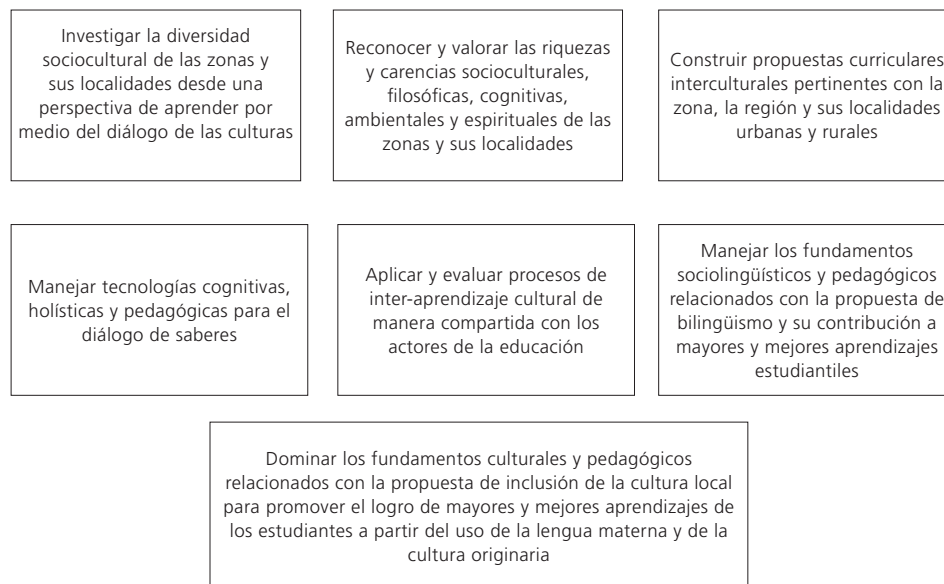 Investigar la diversidad
sociocultural de las zonas y
sus localidades desde una
perspectiva de aprender por
medio del diálogo de las culturas
Reconocer y valorar las riquezas
y carencias socioculturales,
filosóficas, cognitivas,
ambientales y espirituales de las
zonas y sus localidades
Construir propuestas curriculares
interculturales pertinentes con la
zona, la región y sus localidades
urbanas y rurales
Manejar tecnologías cognitivas,
holísticas y pedagógicas para el
diálogo de saberes
Aplicar y evaluar procesos de
inter-aprendizaje cultural de
manera compartida con los
actores de la educación
Manejar los fundamentos
sociolingüísticos y pedagógicos
relacionados con la propuesta de
bilingüismo y su contribución a
mayores y mejores aprendizajes
estudiantiles
Dominar los fundamentos culturales y pedagógicos
relacionados con la propuesta de inclusión de la cultura local
para promover el logro de mayores y mejores aprendizajes de
los estudiantes a partir del uso de la lengua materna y de la
cultura originaria